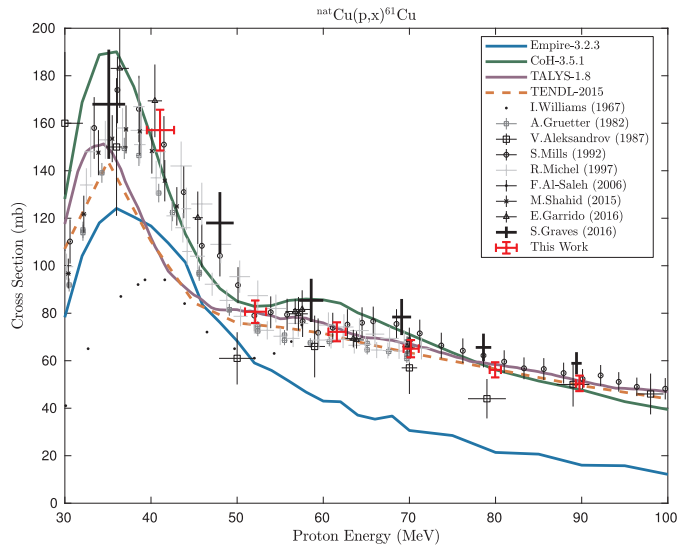 natCu(p,x)61Cu
200
180
160
140
120
100
80
60
40
20
0
Cross Section (mb)
30
40
50
60
70
80
90
100
Proton Energy (MeV)
Empire-3.2.3
CoH-3.5.1
TALYS-1.8
TENDL-2015
I.Williams (1967)
A.Gruetter (1982)
V.Aleksandrov (1987)
S.Mills (1992)
R.Michel (1997)
F.Al-Saleh (2006)
M.Shahid (2015)
E.Garrido (2016)
S.Graves (2016)
This Work